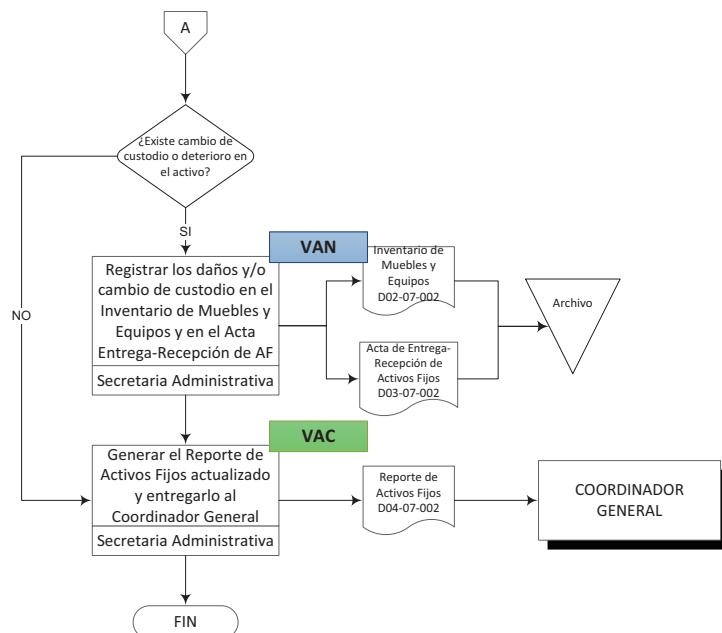 A
¿Existe cambio de
custodio o deterioro en
el activo?
SI
NO
VAN
Registrar los daños y/o
cambio de custodio en el
Inventario de Muebles y
Equipos y en el Acta
Entrega-Recepción de AF
Secretaria Administrativa
Inventario de
Muebles y
Equipos
D02-07-002
Acta de Entrega-
Recepción de
Activos Fijos
D03-07-002
Archivo
VAC
Generar el Reporte de
Activos Fijos actualizado
y entregarlo al
Coordinador General
Secretaria Administrativa
Reporte de
Activos Fijos
D04-07-002
COORDINADOR
GENERAL
FIN